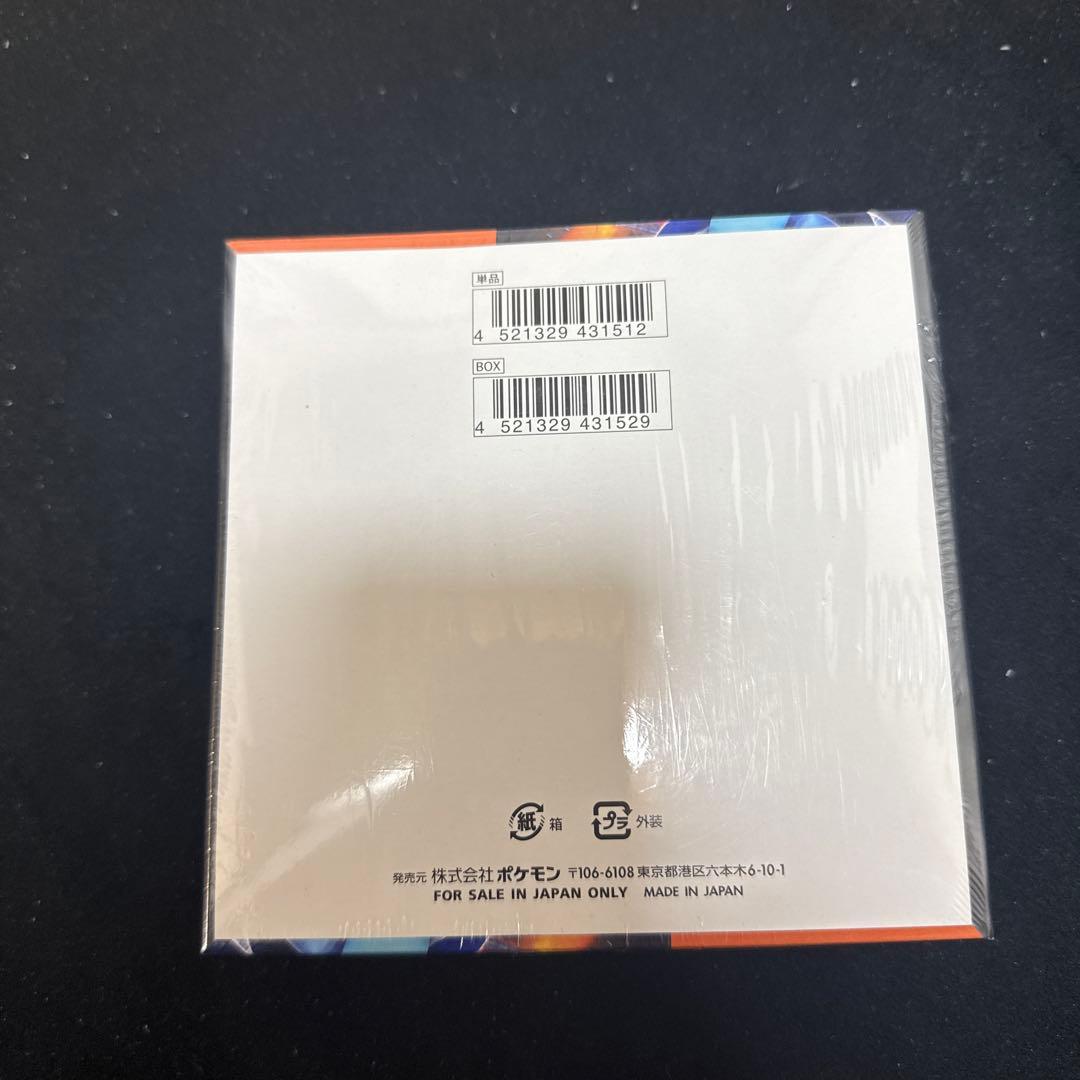 単品
4 521329 431512
BOX
4 521329 431529
紙 箱 プラ 外装
発売元 株式会社 ポケモン 〒106-6108 東京都港区六本木6-10-1
FOR SALE IN JAPAN ONLY MADE IN JAPAN